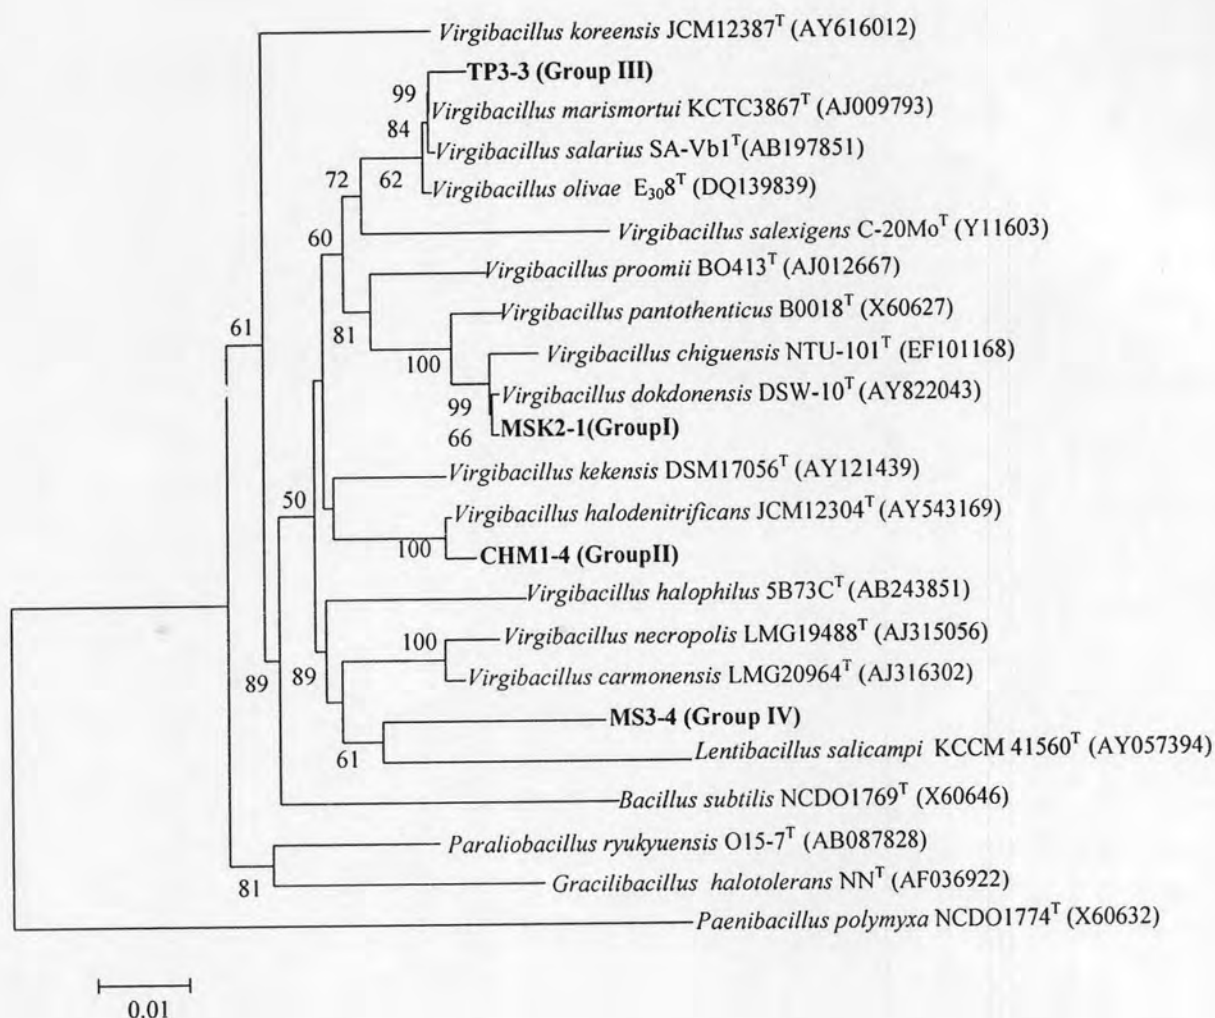 Virgibacillus koreensis JCM12387ᵀ (AY616012)
TP3-3 (Group III)
99
Virgibacillus marismortui KCTC3867ᵀ (AJ009793)
84
Virgibacillus salarius SA-Vb1ᵀ(AB197851)
72
62
Virgibacillus olivae E₃₀8ᵀ (DQ139839)
60
Virgibacillus salexigens C-20Moᵀ (Y11603)
Virgibacillus proomii BO413ᵀ (AJ012667)
Virgibacillus pantothenticus B0018ᵀ (X60627)
61
81
100
Virgibacillus chiguensis NTU-101ᵀ (EF101168)
Virgibacillus dokdonensis DSW-10ᵀ (AY822043)
99
MSK2-1(GroupI)
66
Virgibacillus kekensis DSM17056ᵀ (AY121439)
50
Virgibacillus halodenitrificans JCM12304ᵀ (AY543169)
100
CHM1-4 (GroupII)
Virgibacillus halophilus 5B73Cᵀ (AB243851)
100
Virgibacillus necropolis LMG19488ᵀ (AJ315056)
89
89
Virgibacillus carmonensis LMG20964ᵀ (AJ316302)
MS3-4 (Group IV)
61
Lentibacillus salicampi KCCM 41560ᵀ (AY057394)
Bacillus subtilis NCDO1769ᵀ (X60646)
Paraliobacillus ryukyuensis O15-7ᵀ (AB087828)
81
Gracilibacillus halotolerans NNᵀ (AF036922)
Paenibacillus polymyxa NCDO1774ᵀ (X60632)
0.01